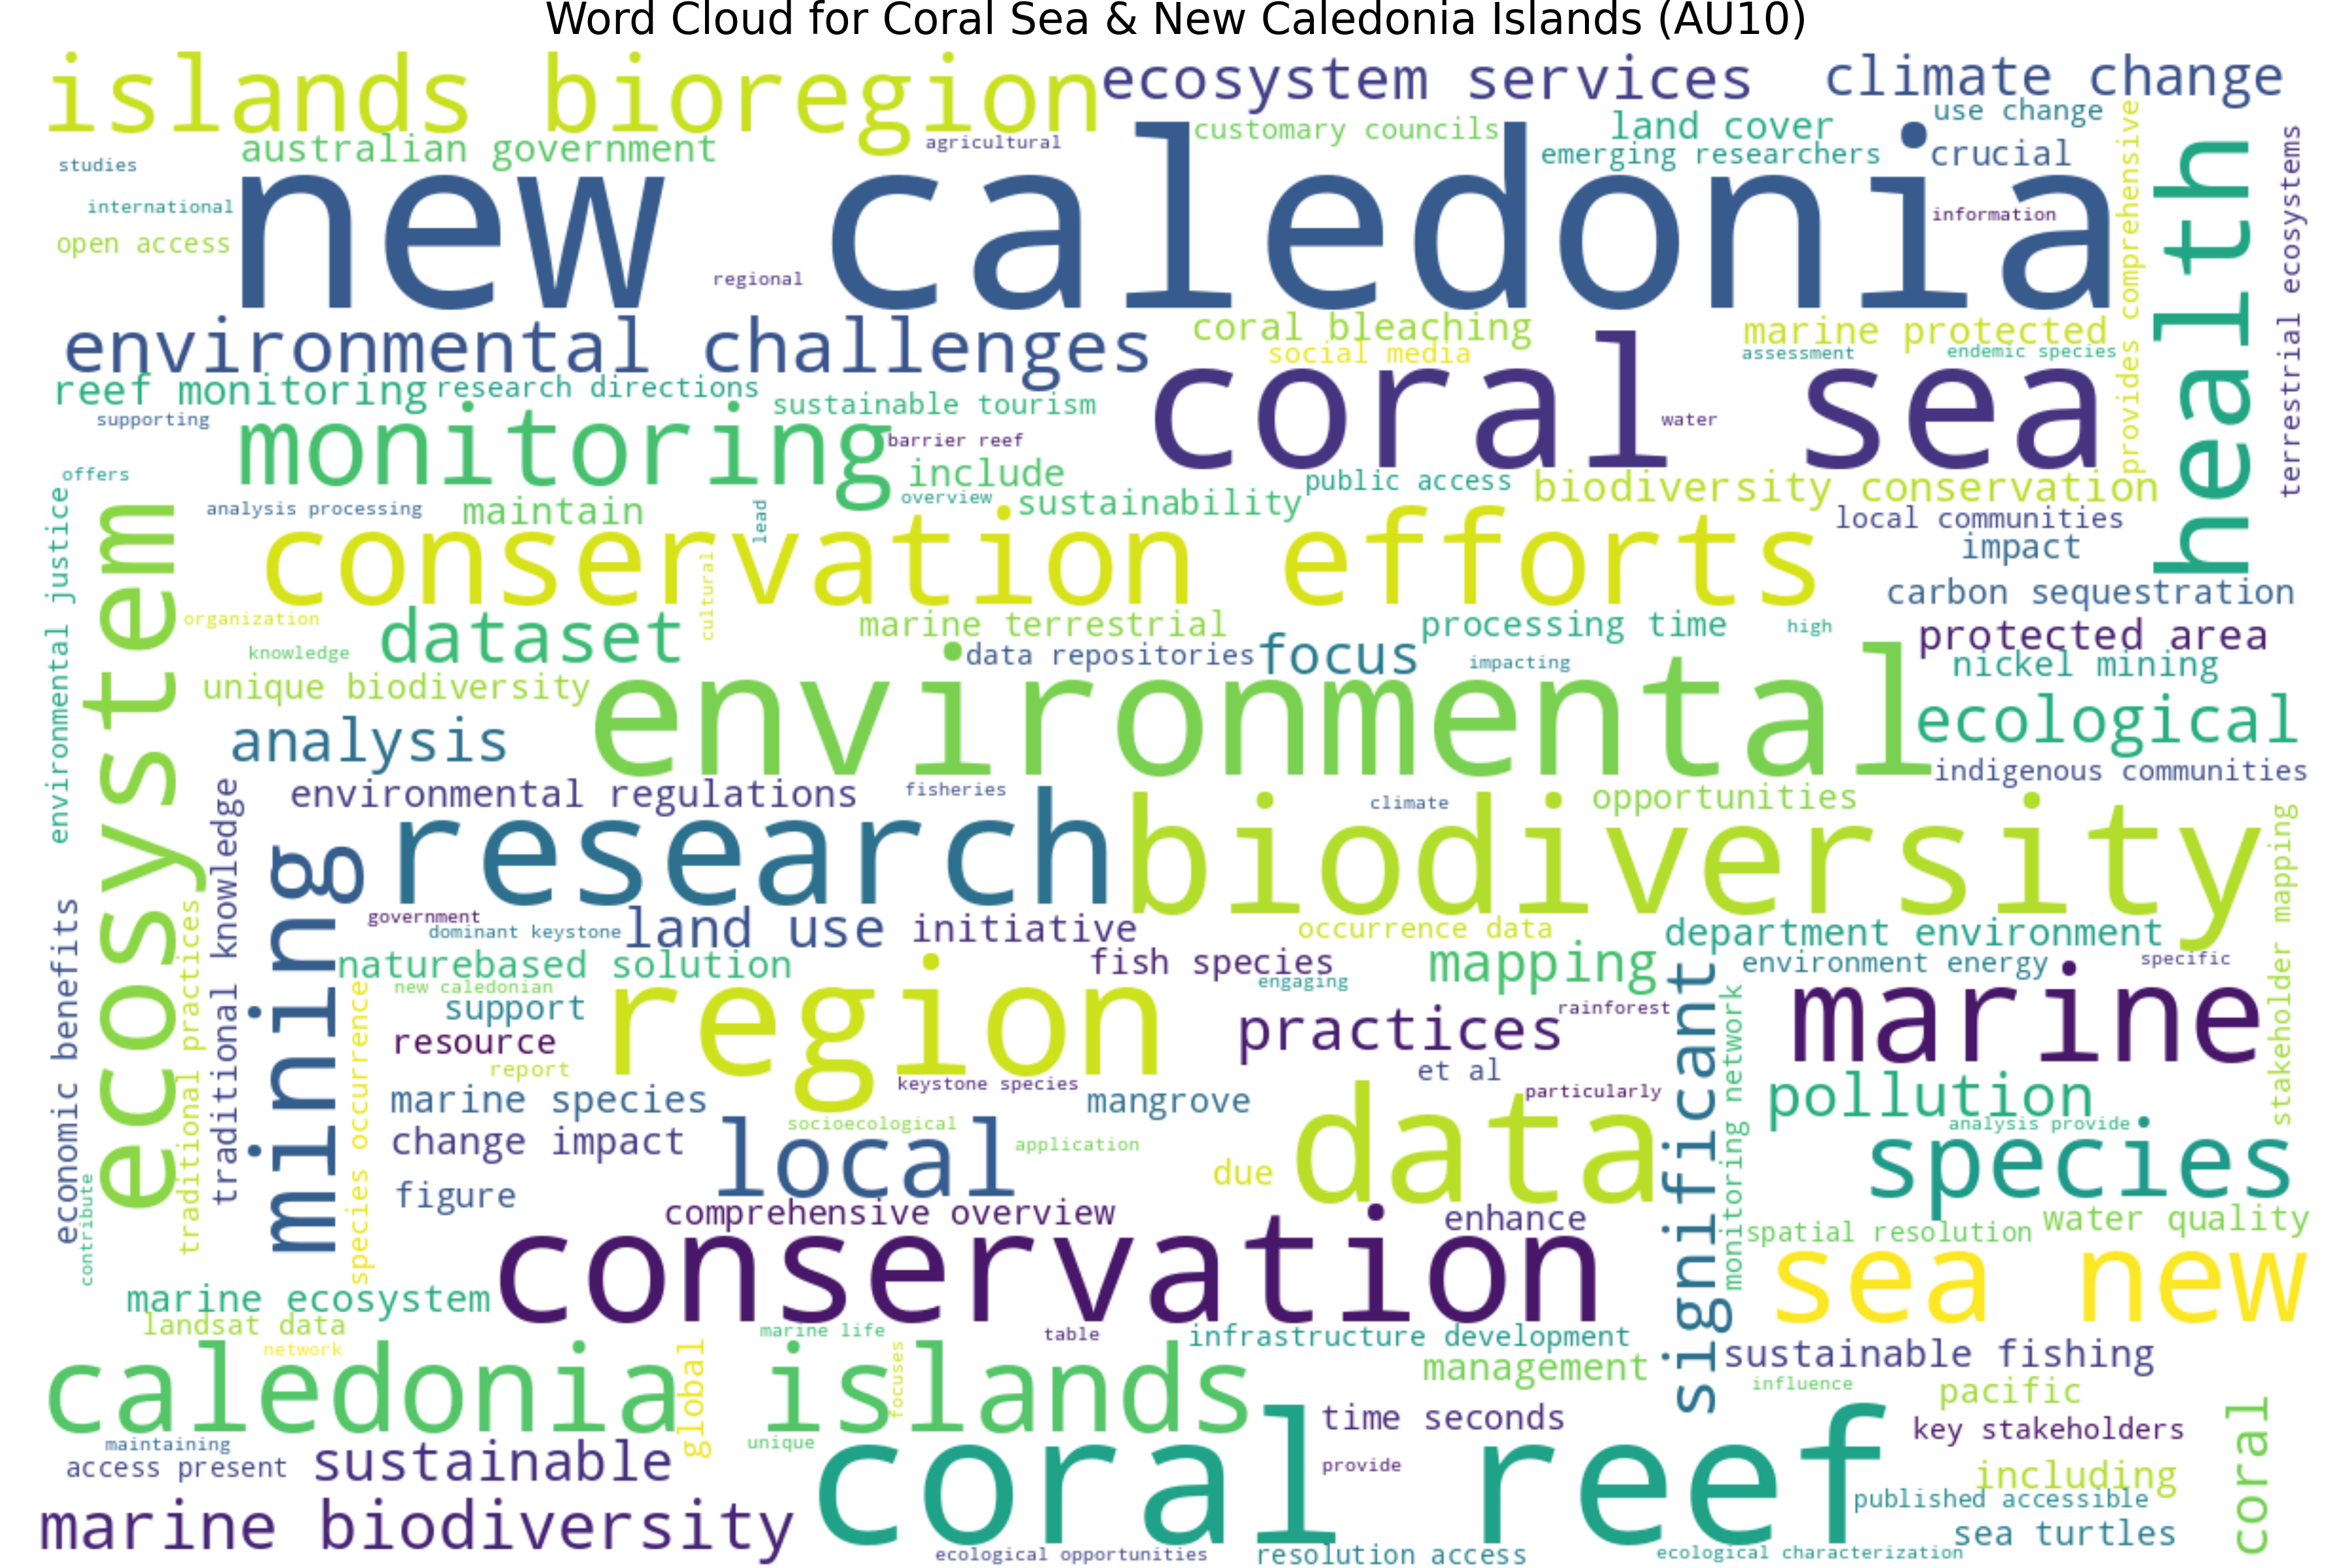 Word Cloud for Coral Sea & New Caledonia Islands (AU10)
islands bioregion
ecosystem services
climate change
use change
customary councils
land cover
australian government
agricultural
emerging researchers
crucial
studies
international
open access
new caledonia
information
regional
provides comprehensive
health
terrestrial ecosystems
environmental challenges
coral bleaching
marine protected
social media
assessment
endemic species
reef monitoring
research directions
sustainable tourism
coral sea
supporting
water
monitoring
barrier reef
include
offers
public access
biodiversity conservation
overview
sustainability
analysis processing
maintain
lead
local communities
impact
environmental justice
ecosystem
conservation efforts
cultural
carbon sequestration
organization
dataset
marine terrestrial
processing time
high
protected area
knowledge
data repositories
focus
impacting
nickel mining
unique biodiversity
environmental
ecological
analysis
indigenous communities
environmental regulations
fisheries
climate
opportunities
traditional knowledge
mining
research
biodiversity
stakeholder mapping
economic benefits
traditional practices
government
dominant keystone
land use
initiative
occurrence data
department environment
naturebased solution
fish species
mapping
environment energy
specific
new caledonian
engaging
support
region
significant
monitoring network
marine
species occurrence
resource
practices
rainforest
report
et al
keystone species
particularly
pollution
marine species
mangrove
data
socioecological
analysis provide
change impact
local
application
species
due
contribute
figure
comprehensive overview
enhance
water quality
spatial resolution
conservation
sea new
marine ecosystem
landsat data
marine life
table
infrastructure development
network
global
focuses
management
sustainable fishing
caledonia islands
influence
pacific
time seconds
key stakeholders
coral
maintaining
unique
access present
sustainable
coral reef
provide
including
published accessible
marine biodiversity
sea turtles
ecological opportunities
resolution access
ecological characterization